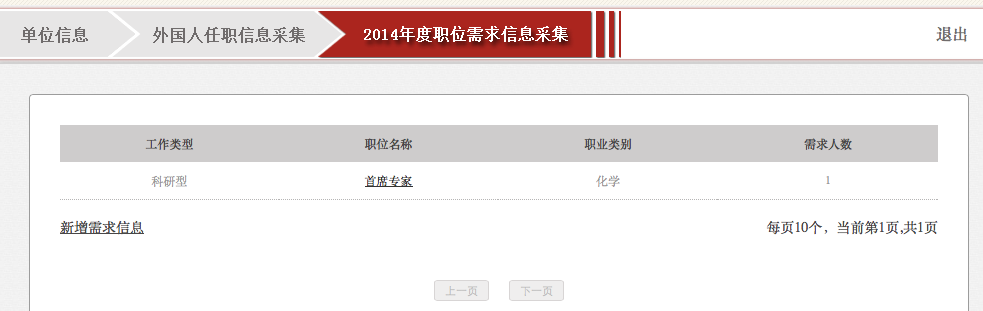 单位信息 外国人任职信息采集 2014年度职位需求信息采集 退出
工作类型 职位名称 职业类别 需求人数
科研型 首席专家 化学 1
新增需求信息 每页10个，当前第1页,共1页
上一页 下一页